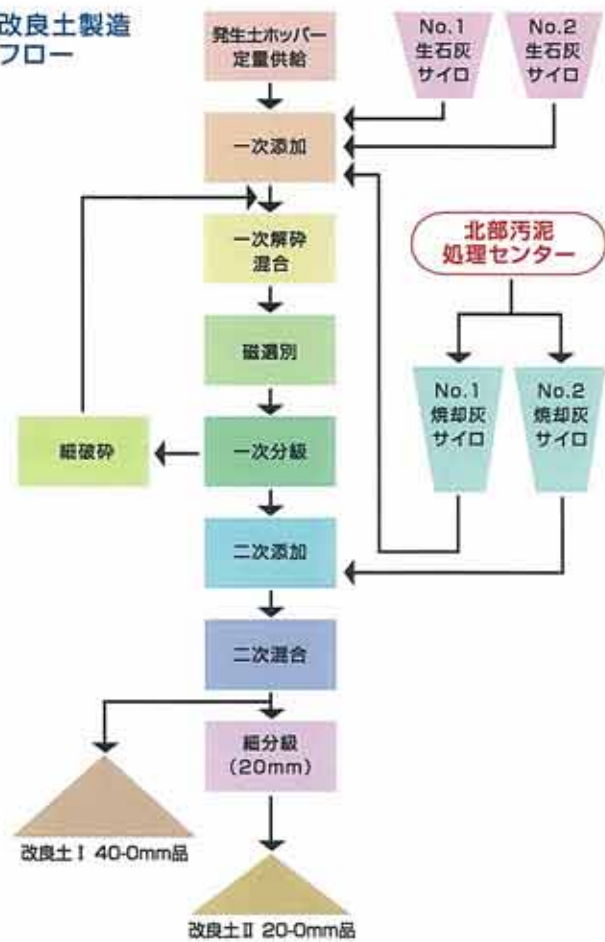 改良土製造
フロー
発生土ホッパー
定量供給
No.1
生石灰
サイロ
No.2
生石灰
サイロ
一次添加
一次解砕
混合
北部汚泥
処理センター
磁選別
No.1
焼却灰
サイロ
No.2
焼却灰
サイロ
細破砕
一次分級
二次添加
二次混合
細分級
(20mm)
改良土Ⅰ 40-0mm品
改良土Ⅱ 20-0mm品